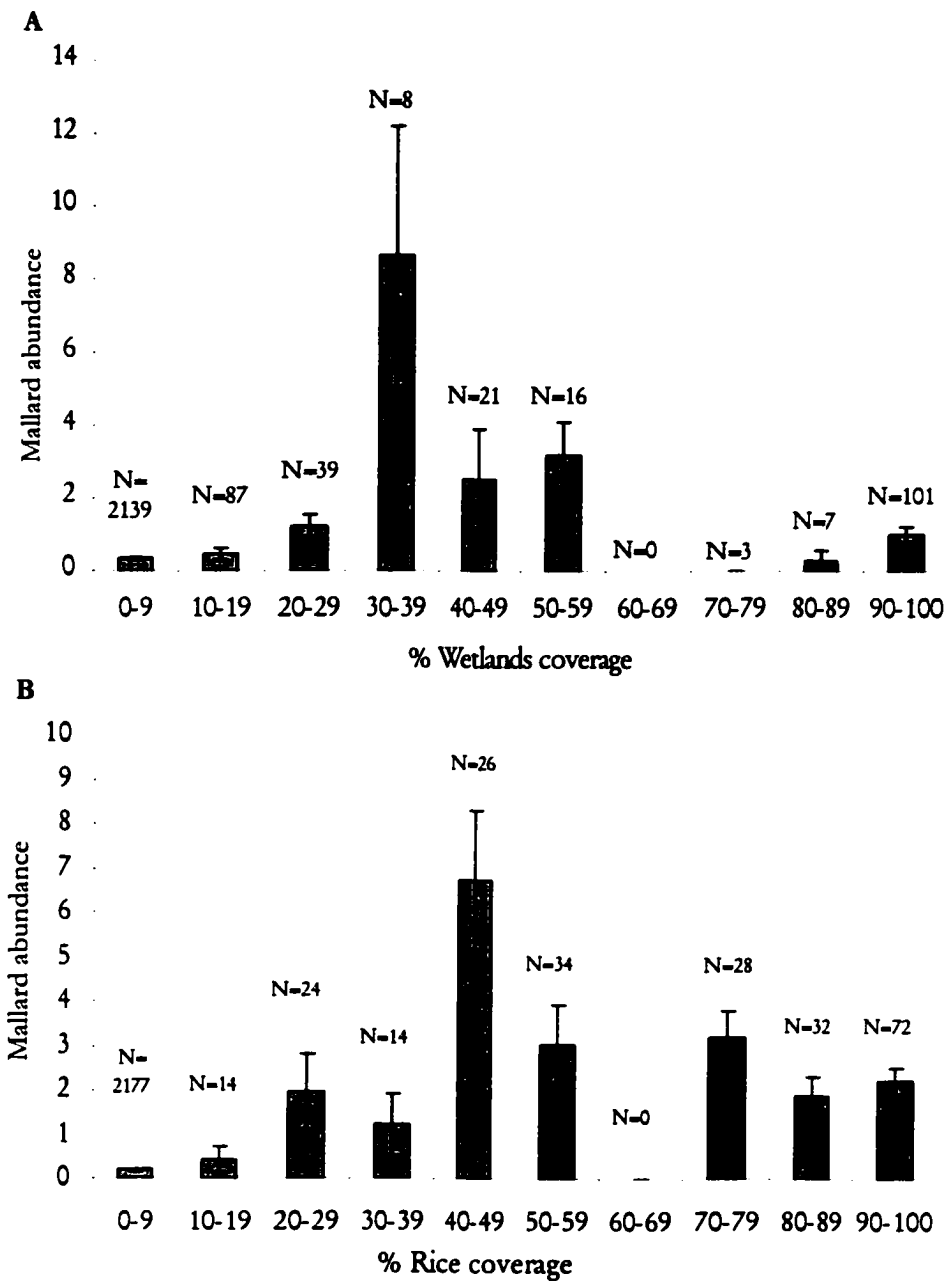 A
14
12
10
8
6
4
2
0
Mallard abundance
N=
2139
N=87
N=39
N=8
N=21
N=16
N=0
N=3
N=7
N=101
0-9 10-19 20-29 30-39 40-49 50-59 60-69 70-79 80-89 90-100
% Wetlands coverage
B
10
9
8
7
6
5
4
3
2
1
0
Mallard abundance
N=
2177
N=14
N=24
N=14
N=26
N=34
N=0
N=28
N=32
N=72
0-9 10-19 20-29 30-39 40-49 50-59 60-69 70-79 80-89 90-100
% Rice coverage